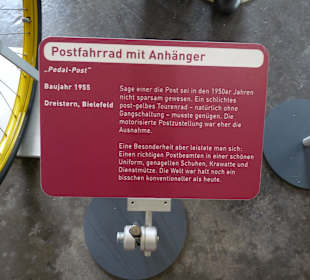 Postfahrrad mit Anhänger
„Pedal-Post"
Baujahr 1955
Dreistern, Bielefeld
Sage einer die Post sei in den 1950er Jahren
nicht sparsam gewesen. Ein schlichtes
post-gelbes Tourenrad – natürlich ohne
Gangschaltung – musste genügen. Die
motorisierte Postzustellung war eher die
Ausnahme.
Eine Besonderheit aber leistete man sich:
Einen richtigen Postbeamten in einer schönen
Uniform, genagelten Schuhen, Krawatte und
Dienstmütze. Die Welt war halt noch ein
bisschen konventioneller als heute.